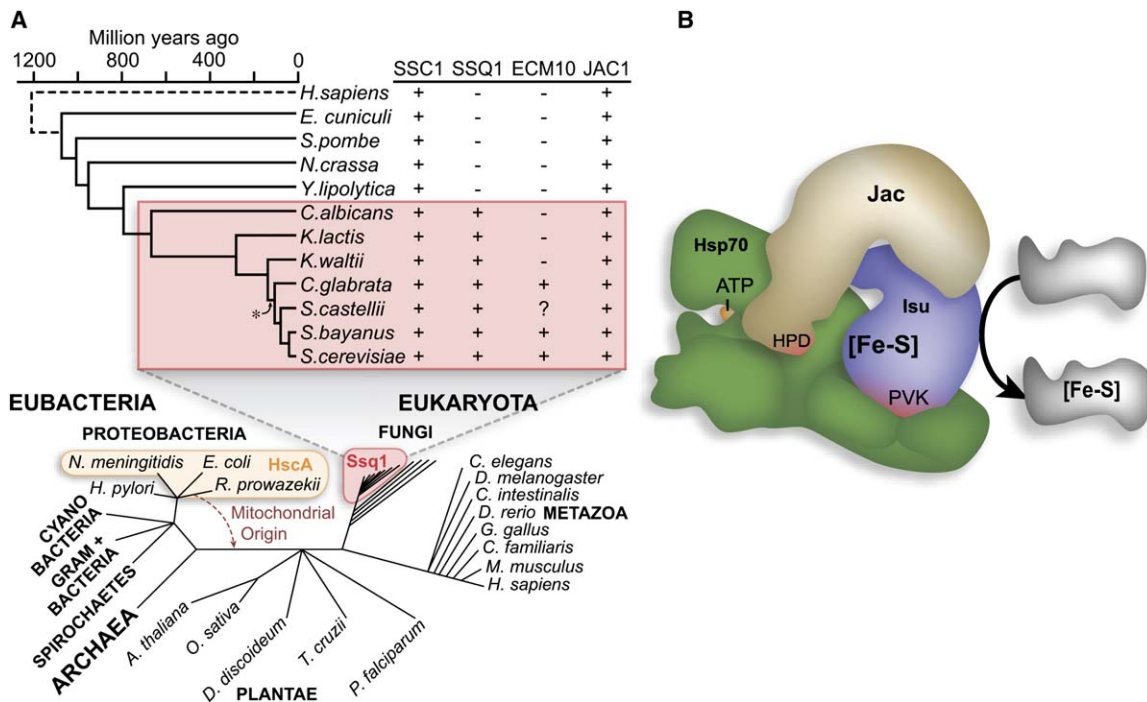 A
Million years ago
1200 800 400 0
SSC1 SSQ1 ECM10 JAC1
H.sapiens + - - +
E. cuniculi + - - +
S.pombe + - - +
N.crassa + - - +
Y.lipolytica + - - +
C.albicans + + - +
K.lactis + + - +
K.waltii + + - +
C.glabrata + + + +
* S.castellii + + ? +
S.bayanus + + + +
S.cerevisiae + + + +
EUBACTERIA
EUKARYOTA
PROTEOBACTERIA
FUNGI
N. meningitidis E. coli HscA
H. pylori R. prowazekii
Ssq1
Mitochondrial
Origin
CYANO
BACTERIA
GRAM +
BACTERIA
SPIROCHAETES
ARCHAEA
C. elegans
D. melanogaster
C. intestinalis
D. rerio METAZOA
G. gallus
C. familiaris
M. musculus
H. sapiens
A. thaliana
O. sativa
D. discoideum
T. cruzii
P. falciparum
PLANTAE
B
Jac
Hsp70
ATP
Isu
HPD
[Fe-S]
PVK
[Fe-S]